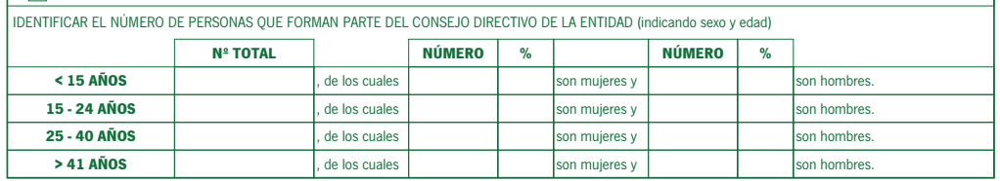 IDENTIFICAR EL NÚMERO DE PERSONAS QUE FORMAN PARTE DEL CONSEJO DIRECTIVO DE LA ENTIDAD (indicando sexo y edad)
Nº TOTAL NÚMERO % NÚMERO %
< 15 AÑOS , de los cuales son mujeres y son hombres.
15 - 24 AÑOS , de los cuales son mujeres y son hombres.
25 - 40 AÑOS , de los cuales son mujeres y son hombres.
> 41 AÑOS , de los cuales son mujeres y son hombres.